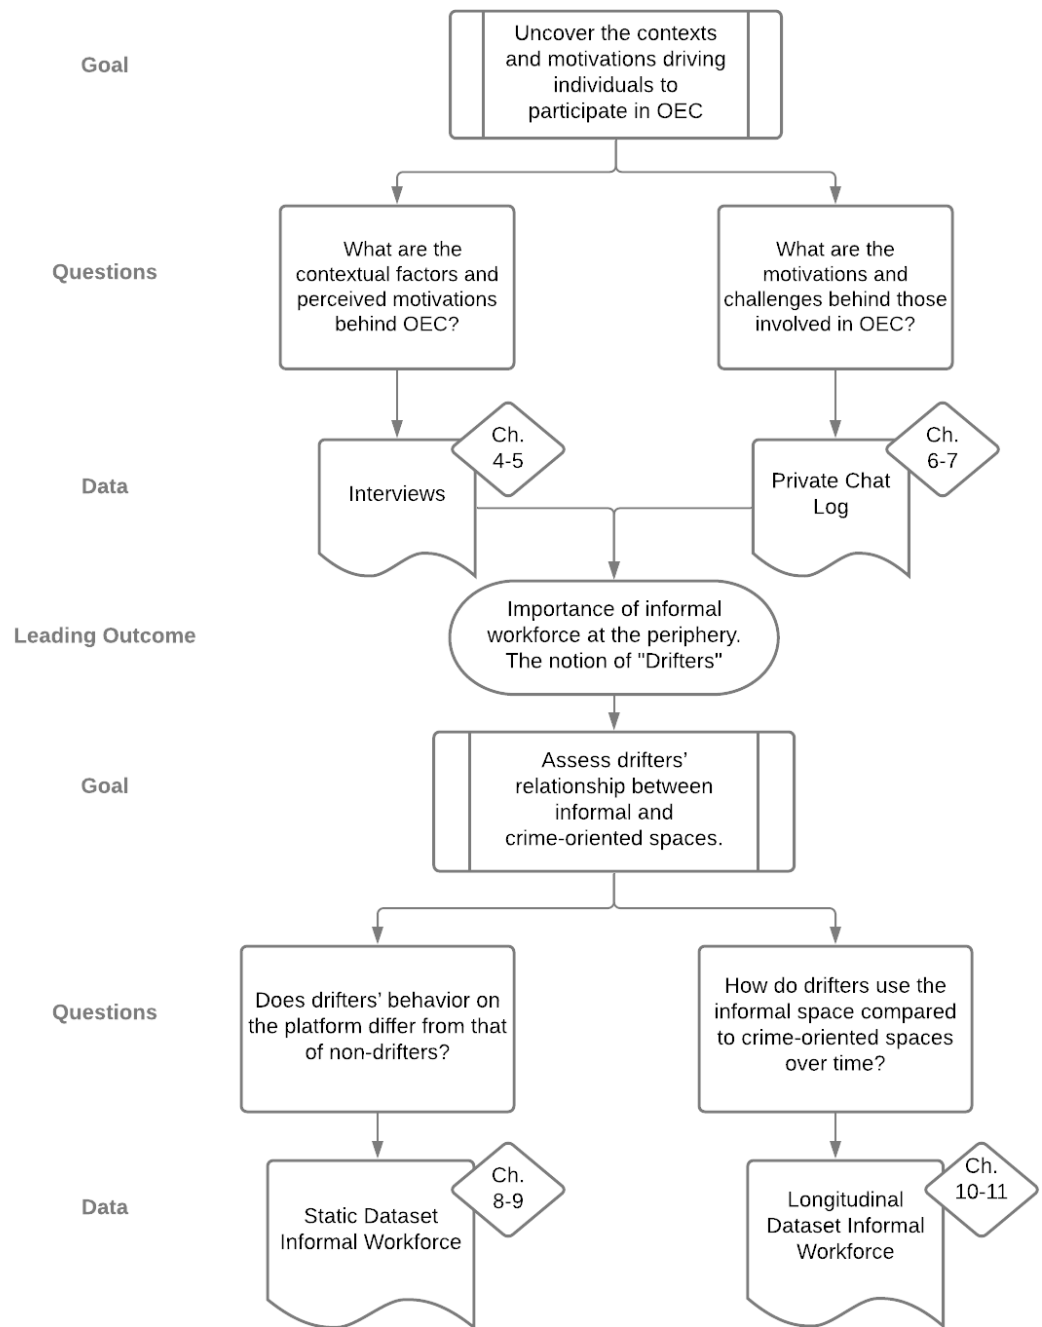 Goal
Uncover the contexts
and motivations driving
individuals to
participate in OEC
Questions
What are the
contextual factors and
perceived motivations
behind OEC?
What are the
motivations and
challenges behind those
involved in OEC?
Data
Interviews
Ch.
4-5
Private Chat
Log
Ch.
6-7
Leading Outcome
Importance of informal
workforce at the periphery.
The notion of "Drifters"
Goal
Assess drifters’
relationship between
informal and
crime-oriented spaces.
Questions
Does drifters’ behavior on
the platform differ from that
of non-drifters?
How do drifters use the
informal space compared
to crime-oriented spaces
over time?
Data
Static Dataset
Informal Workforce
Ch.
8-9
Longitudinal
Dataset Informal
Workforce
Ch.
10-11